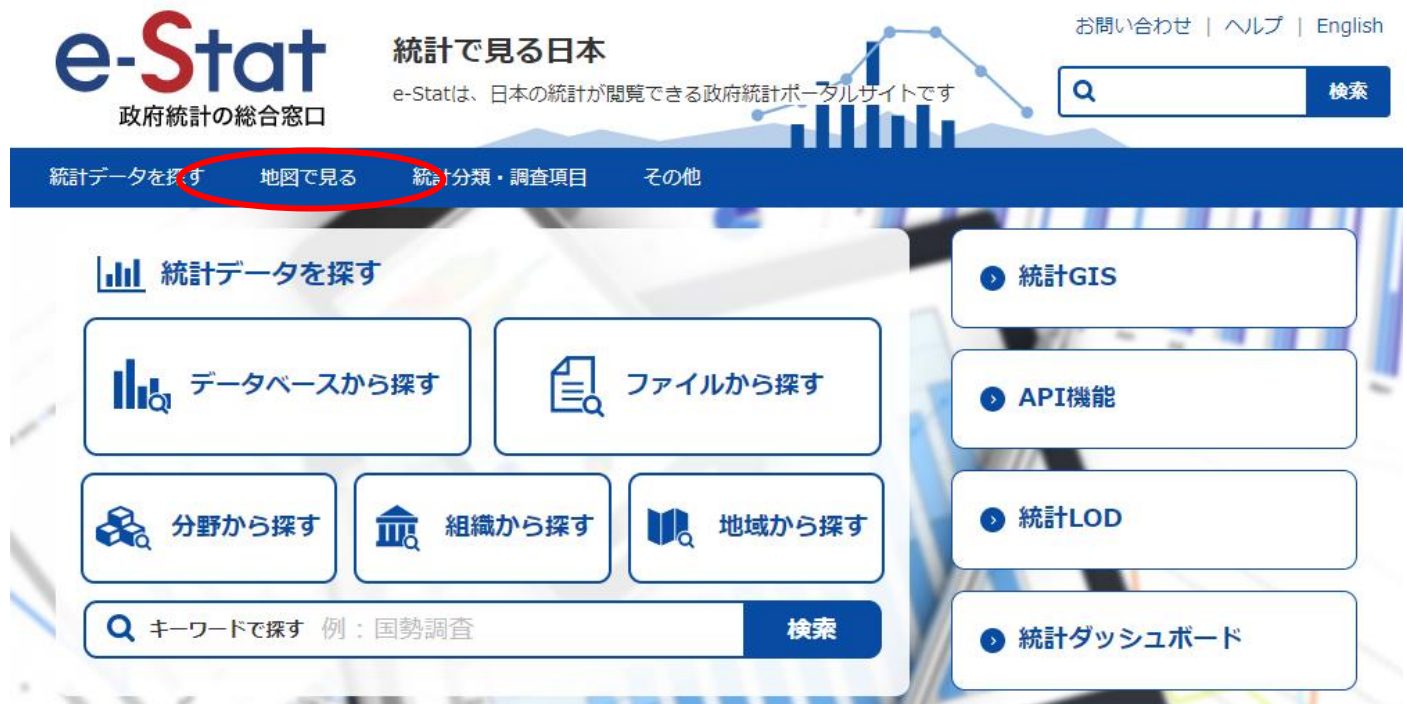 お問い合わせ | ヘルプ | English
e-Stat
政府統計の総合窓口
統計で見る日本
e-Statは、日本の統計が閲覧できる政府統計ポータルサイトです
検索
統計データを探す 地図で見る 統計分類・調査項目 その他
統計データを探す
データベースから探す ファイルから探す
分野から探す 組織から探す 地域から探す
キーワードで探す 例：国勢調査 検索
統計GIS
API機能
統計LOD
統計ダッシュボード